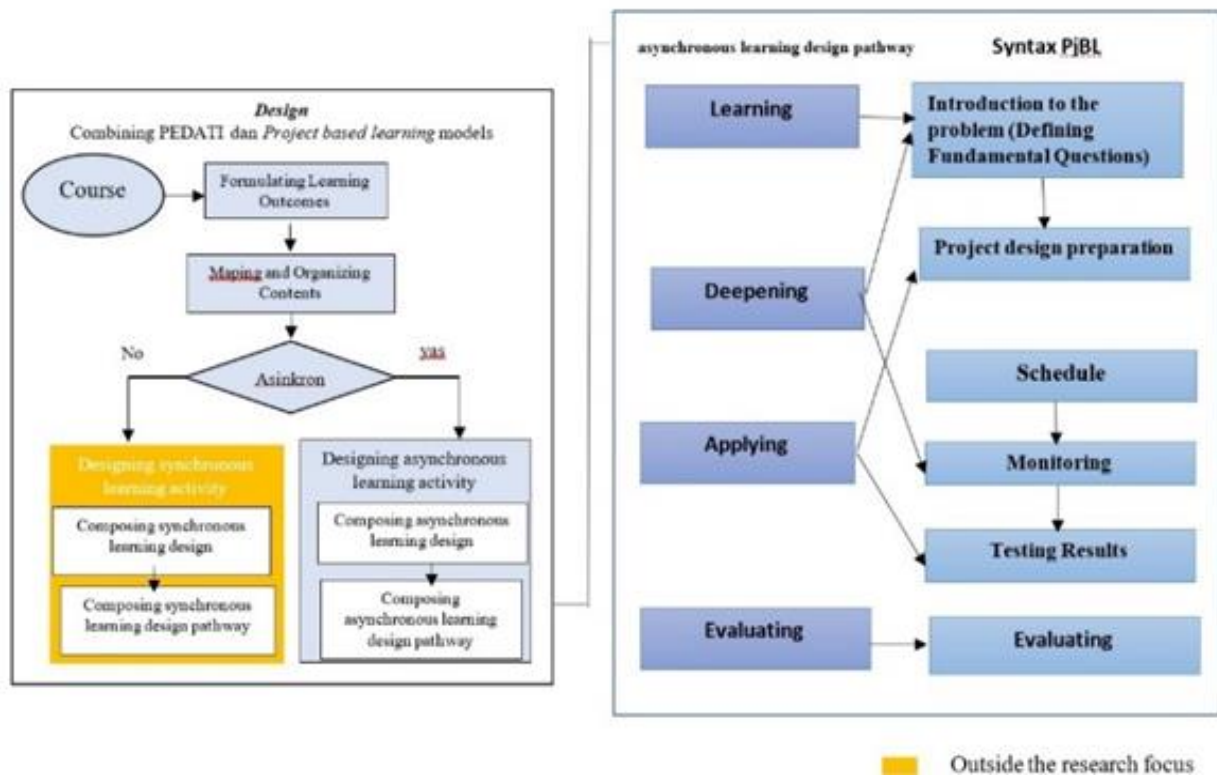 Design
Combining PEDATI dan Project based learning models
Course
Formulating Learning
Outcomes
Maping and Organizing
Contents
No
yas
Asinkron
Designing synchronous
learning activity
Composing synchronous
learning design
Composing synchronous
learning design pathway
Designing asynchronous
learning activity
Composing asynchronous
learning design
Composing
asynchronous learning
design pathway
asynchronous learning design pathway
Syntax PjBL
Learning
Deepening
Applying
Evaluating
Introduction to the
problem (Defining
Fundamental Questions)
Project design preparation
Schedule
Monitoring
Testing Results
Evaluating
Outside the research focus